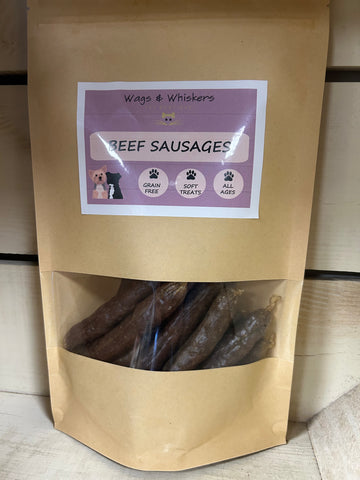 Wags & Whiskers
BEEF SAUSAGES
GRAIN FREE
SOFT TREATS
ALL AGES